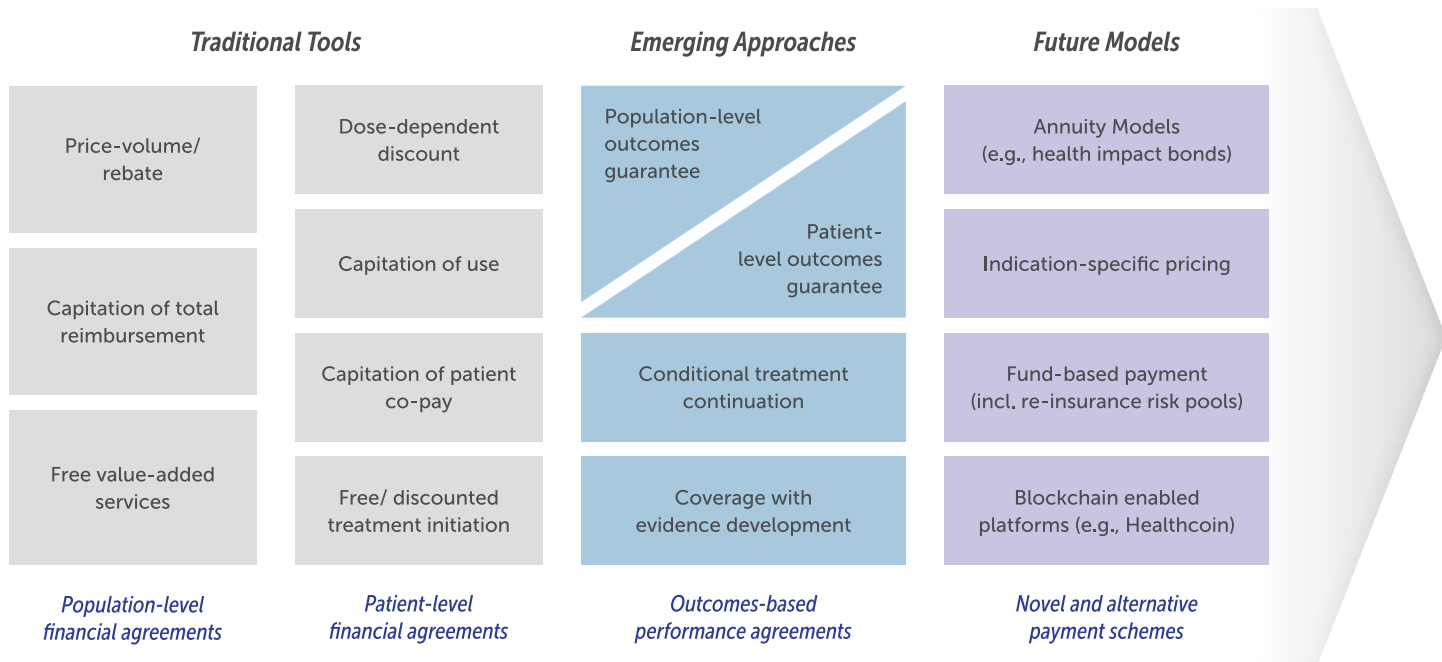 Traditional Tools
Emerging Approaches
Future Models
Price-volume/
rebate
Capitation of total
reimbursement
Free value-added
services
Population-level
financial agreements
Dose-dependent
discount
Capitation of use
Capitation of patient
co-pay
Free/ discounted
treatment initiation
Patient-level
financial agreements
Population-level
outcomes
guarantee
Patient-
level outcomes
guarantee
Conditional treatment
continuation
Coverage with
evidence development
Outcomes-based
performance agreements
Annuity Models
(e.g., health impact bonds)
Indication-specific pricing
Fund-based payment
(incl. re-insurance risk pools)
Blockchain enabled
platforms (e.g., Healthcoin)
Novel and alternative
payment schemes